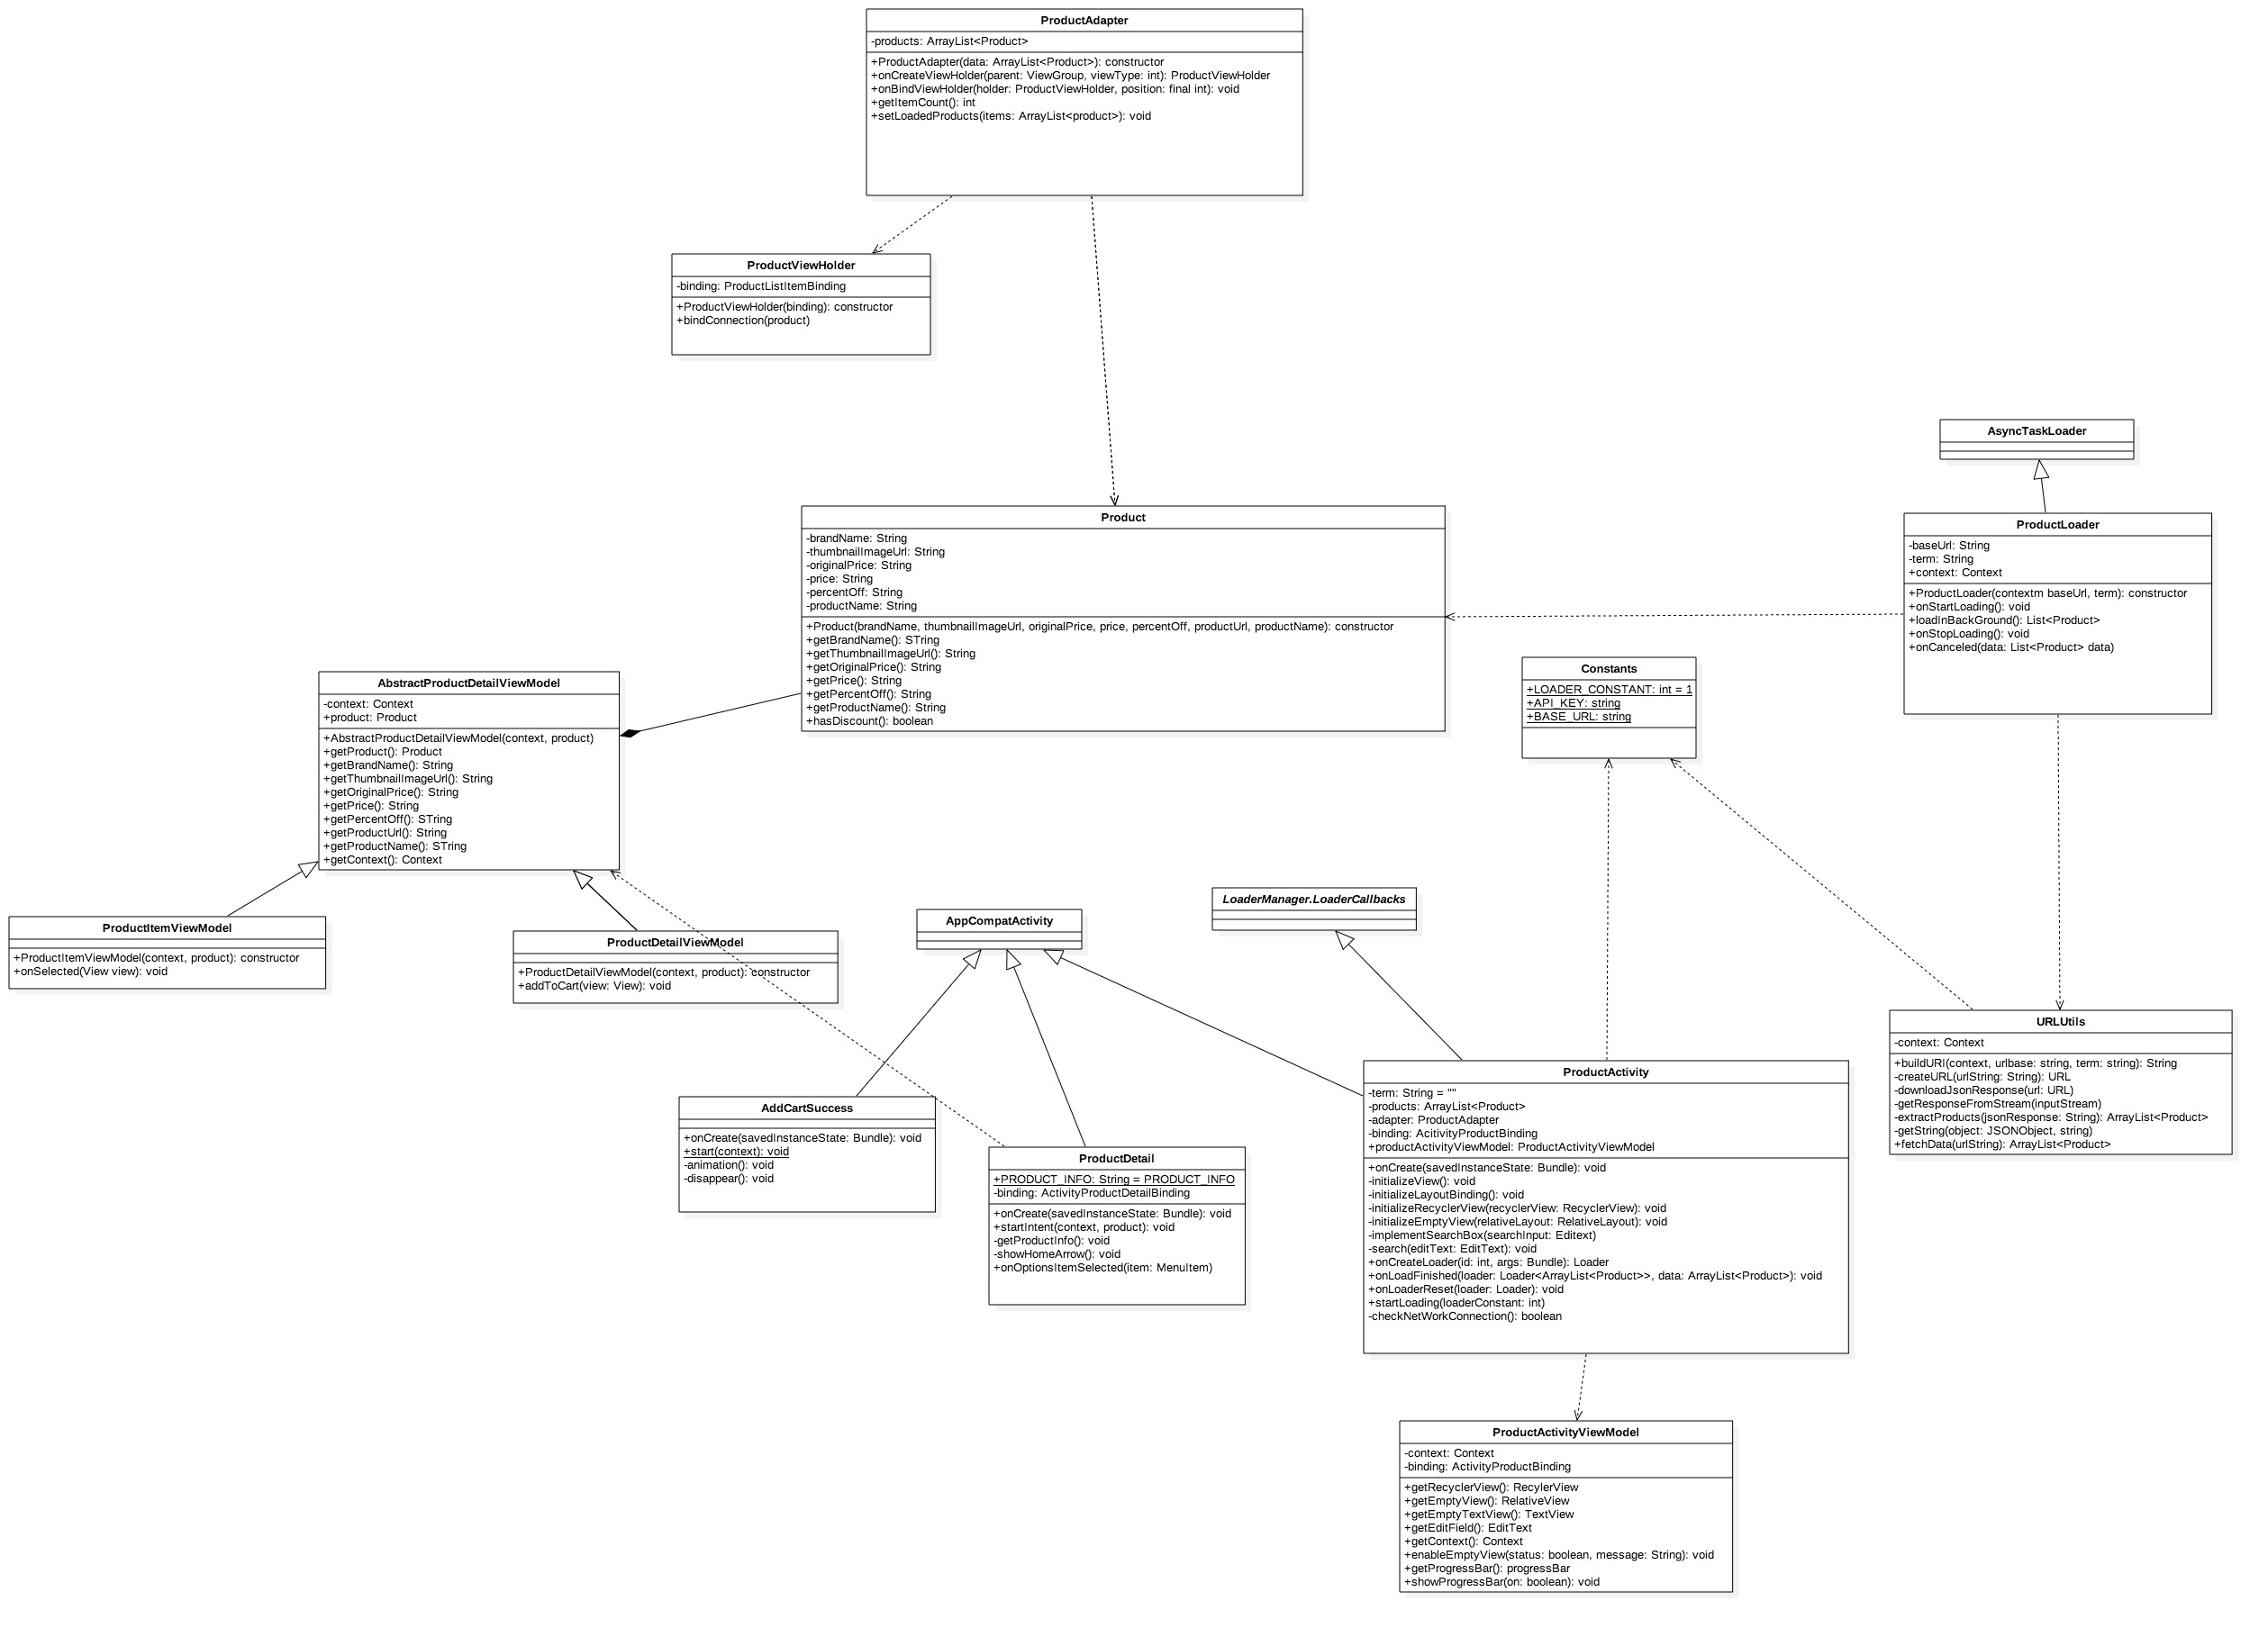 ProductAdapter
-products: ArrayList<Product>
+ProductAdapter(data: ArrayList<Product>): constructor
+onCreateViewHolder(parent: ViewGroup, viewType: int): ProductViewHolder
+onBindViewHolder(holder: ProductViewHolder, position: final int): void
+getItemCount(): int
+setLoadedProducts(items: ArrayList<product>): void
ProductViewHolder
-binding: ProductListItemBinding
+ProductViewHolder(binding): constructor
+bindConnection(product)
AsyncTaskLoader
Product
-brandName: String
-thumbnailImageUrl: String
-originalPrice: String
-price: String
-percentOff: String
-productName: String
+Product(brandName, thumbnailImageUrl, originalPrice, price, percentOff, productUrl, productName): constructor
+getBrandName(): STring
+getThumbnailImageUrl(): String
+getOriginalPrice(): String
+getPrice(): String
+getPercentOff(): String
+getProductName(): String
+hasDiscount(): boolean
ProductLoader
-baseUrl: String
-term: String
+context: Context
+ProductLoader(contextm baseUrl, term): constructor
+onStartLoading(): void
+loadInBackGround(): List<Product>
+onStopLoading(): void
+onCanceled(data: List<Product> data)
Constants
+LOADER_CONSTANT: int = 1
+API_KEY: string
+BASE_URL: string
AbstractProductDetailViewModel
-context: Context
+product: Product
+AbstractProductDetailViewModel(context, product)
+getProduct(): Product
+getBrandName(): String
+getThumbnailImageUrl(): String
+getOriginalPrice(): String
+getPrice(): String
+getPercentOff(): STring
+getProductUrl(): String
+getProductName(): STring
+getContext(): Context
ProductItemViewModel
+ProductItemViewModel(context, product): constructor
+onSelected(View view): void
ProductDetailViewModel
+ProductDetailViewModel(context, product): constructor
+addToCart(view: View): void
AppCompatActivity
LoaderManager.LoaderCallbacks
URLUtils
-context: Context
+buildURl(context, urlbase: string, term: string): String
-createURL(urlString: String): URL
-downloadJsonResponse(url: URL)
-getResponseFromStream(inputStream)
-extractProducts(jsonResponse: String): ArrayList<Product>
-getString(object: JSONObject, string)
+fetchData(urlString): ArrayList<Product>
AddCartSuccess
+onCreate(savedInstanceState: Bundle): void
+start(context): void
-animation(): void
-disappear(): void
ProductDetail
+PRODUCT_INFO: String = PRODUCT_INFO
-binding: ActivityProductDetailBinding
+onCreate(savedInstanceState: Bundle): void
+startIntent(context, product): void
-getProductInfo(): void
-showHomeArrow(): void
+onOptionsItemSelected(item: MenuItem)
ProductActivity
-term: String = ""
-products: ArrayList<Product>
-adapter: ProductAdapter
-binding: AcitivityProductBinding
+productActivityViewModel: ProductActivityViewModel
+onCreate(savedInstanceState: Bundle): void
-initializeView(): void
-initializeLayoutBinding(): void
-initializeRecyclerView(recyclerView: RecyclerView): void
-initializeEmptyView(relativeLayout: RelativeLayout): void
-implementSearchBox(searchInput: Editext)
-search(editText: EditText): void
+onCreateLoader(id: int, args: Bundle): Loader
+onLoadFinished(loader: Loader<ArrayList<Product>>, data: ArrayList<Product>): void
+onLoaderReset(loader: Loader): void
+startLoading(loaderConstant: int)
-checkNetWorkConnection(): boolean
ProductActivityViewModel
-context: Context
-binding: ActivityProductBinding
+getRecyclerView(): RecylerView
+getEmptyView(): RelativeView
+getEmptyTextView(): TextView
+getEditField(): EditText
+getContext(): Context
+enableEmptyView(status: boolean, message: String): void
+getProgressBar(): progressBar
+showProgressBar(on: boolean): void